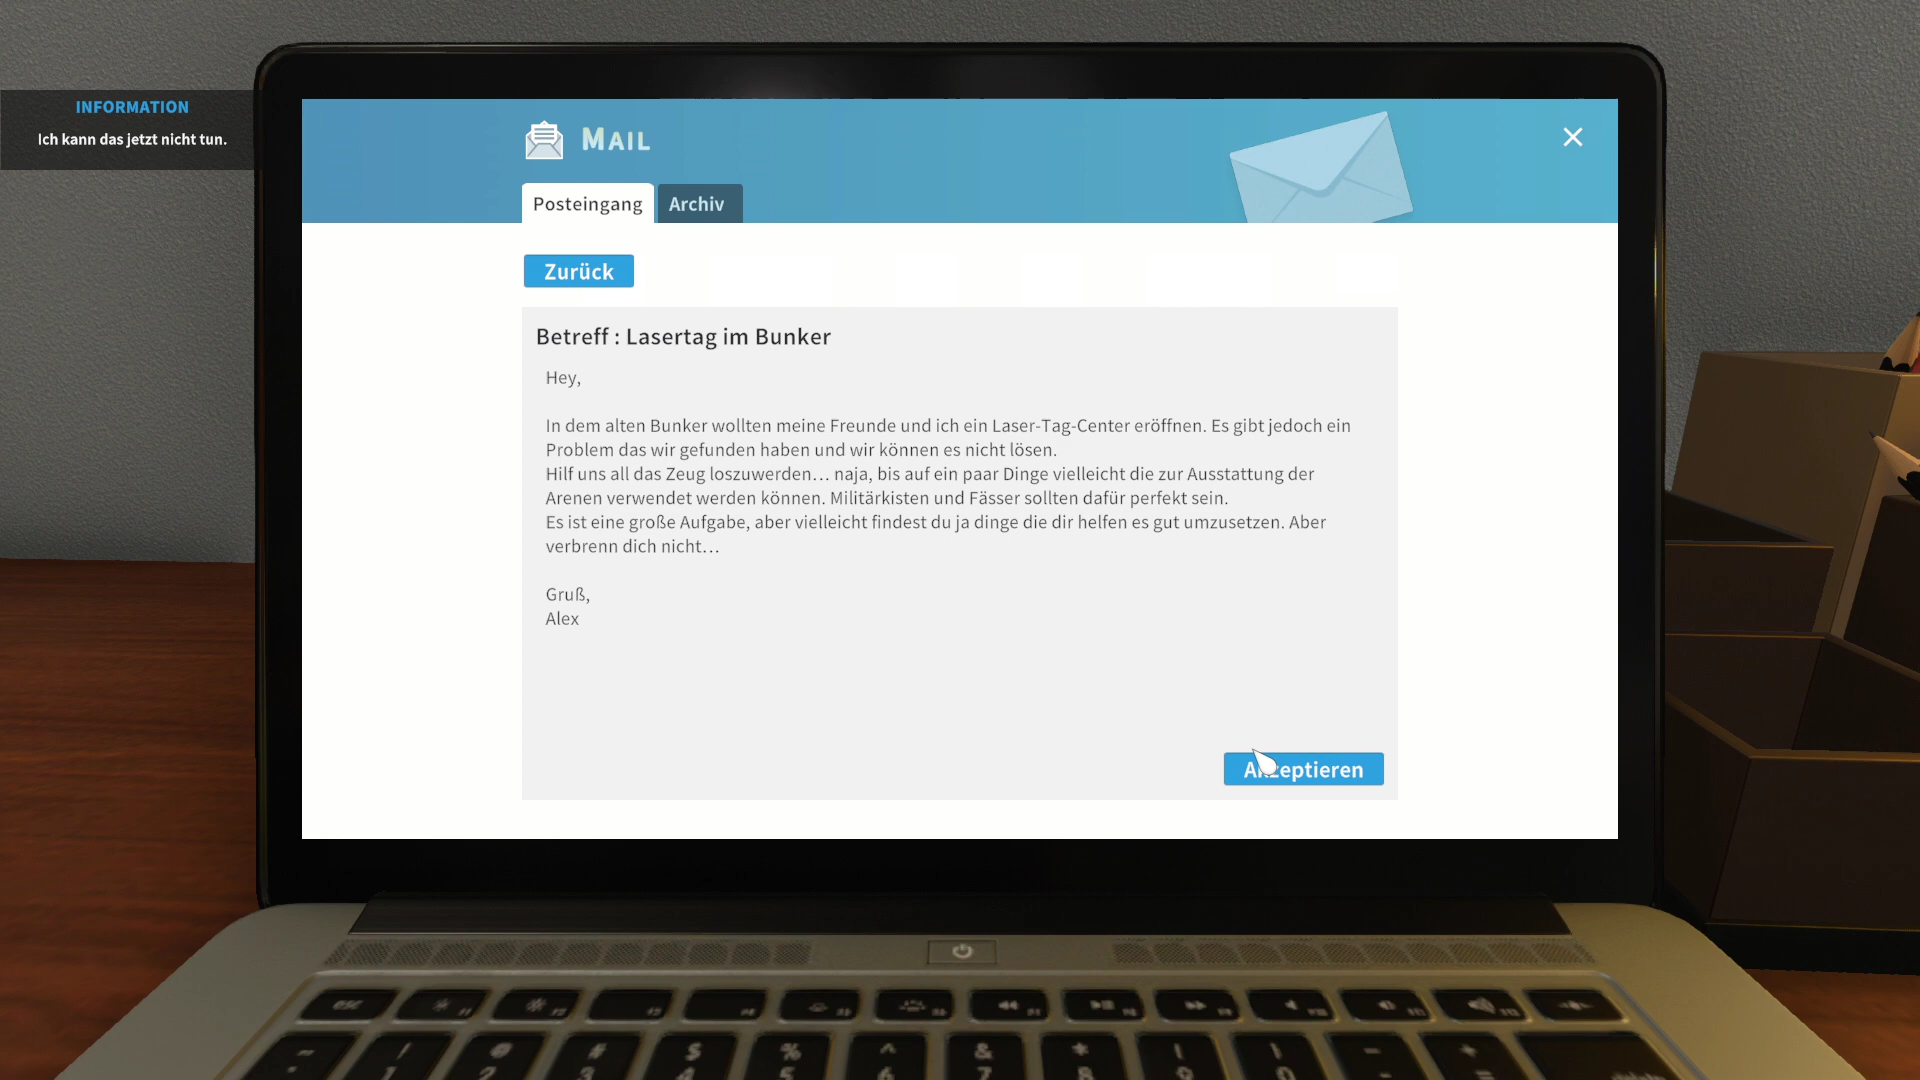 INFORMATION
Ich kann das jetzt nicht tun.
MAIL
Posteingang
Archiv
Zurück
Betreff : Lasertag im Bunker
Hey,
In dem alten Bunker wollten meine Freunde und ich ein Laser-Tag-Center eröffnen. Es gibt jedoch ein
Problem das wir gefunden haben und wir können es nicht lösen.
Hilf uns all das Zeug loszuwerden... naja, bis auf ein paar Dinge vielleicht die zur Ausstattung der
Arenen verwendet werden können. Militärkisten und Fässer sollten dafür perfekt sein.
Es ist eine große Aufgabe, aber vielleicht findest du ja dinge die dir helfen es gut umzusetzen. Aber
verbrenn dich nicht...
Gruß,
Alex
Akzeptieren
esc